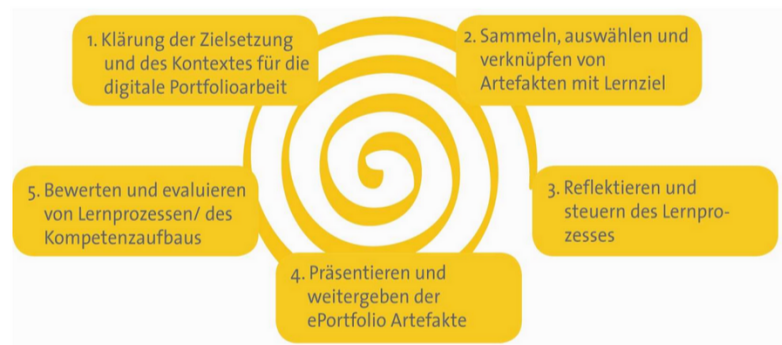 1. Klärung der Zielsetzung
und des Kontextes für die
digitale Portfolioarbeit
2. Sammeln, auswählen und
verknüpfen von
Artefakten mit Lernziel
3. Reflektieren und
steuern des Lernpro-
zesses
4. Präsentieren und
weitergeben der
ePortfolio Artefakte
5. Bewerten und evaluieren
von Lernprozessen/ des
Kompetenzaufbaus